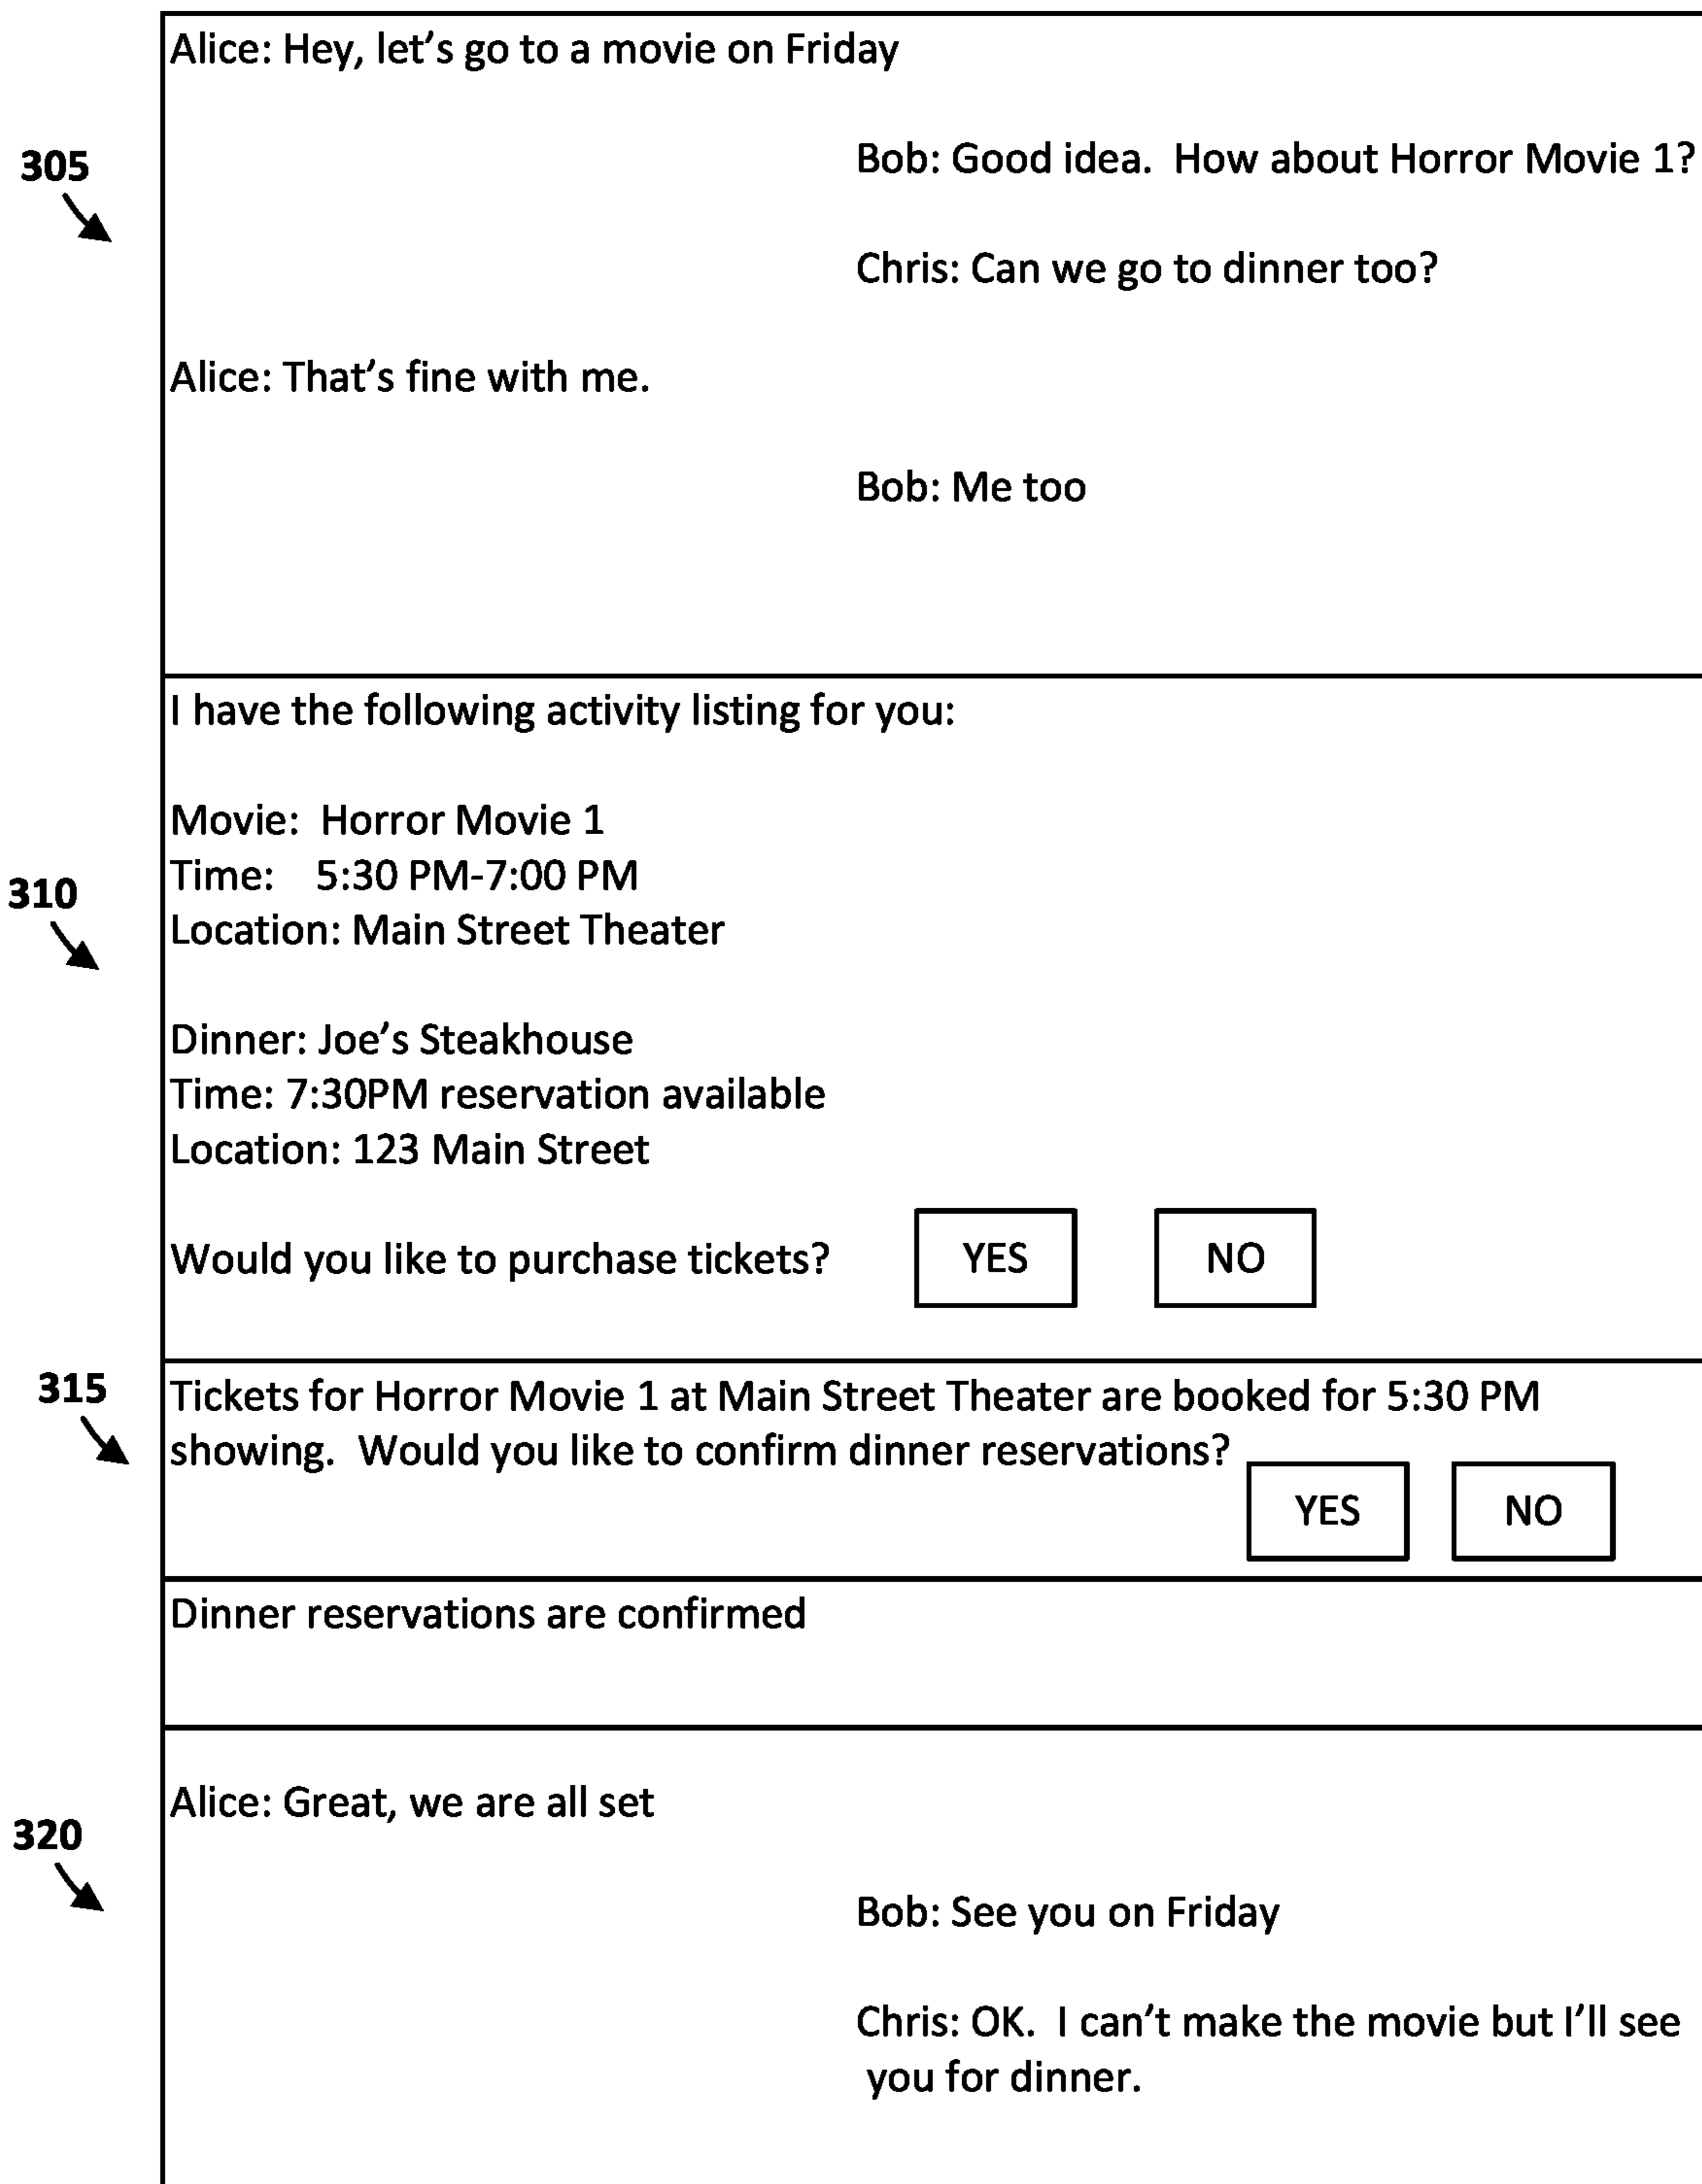 Alice: Hey, let’s go to a movie on Friday
305
Bob: Good idea.  How about Horror Movie 1?
Chris: Can we go to dinner too?
Alice: That’s fine with me.
Bob: Me too
I have the following activity listing for you:
Movie:  Horror Movie 1
Time:   5:30 PM-7:00 PM
310
Location: Main Street Theater
Dinner: Joe’s Steakhouse
Time: 7:30PM reservation available
Location: 123 Main Street
Would you like to purchase tickets? YES NO
315
Tickets for Horror Movie 1 at Main Street Theater are booked for 5:30 PM
showing.  Would you like to confirm dinner reservations?
YES NO
Dinner reservations are confirmed
Alice: Great, we are all set
320
Bob: See you on Friday
Chris: OK.  I can’t make the movie but I’ll see
you for dinner.